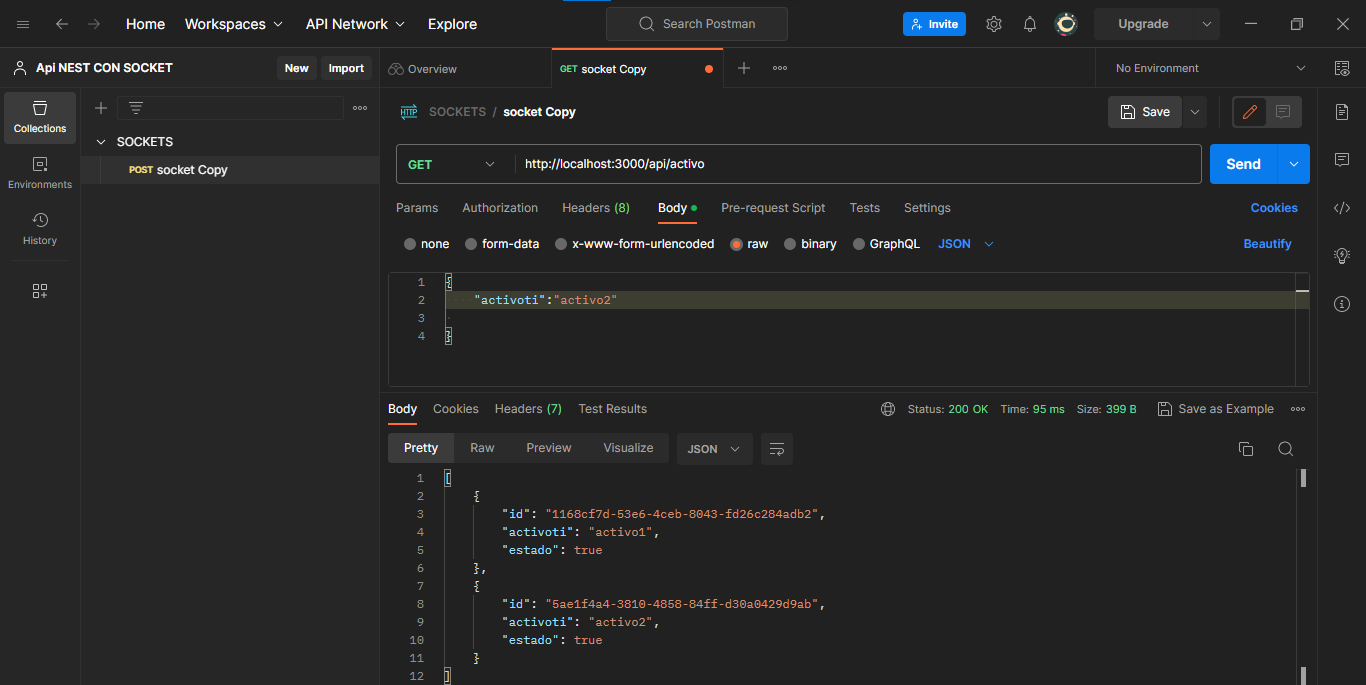 Home Workspaces API Network Explore Search Postman Invite Upgrade
Api NEST CON SOCKET New Import Overview GET socket Copy No Environment
Collections
Environments
History
SOCKETS
POST socket Copy
HTTP SOCKETS / socket Copy Save
GET http://localhost:3000/api/activo Send
Params Authorization Headers (8) Body Pre-request Script Tests Settings Cookies
none form-data x-www-form-urlencoded raw binary GraphQL JSON Beautify
1 {
2 "activoti":"activo2"
3
4 }
Body Cookies Headers (7) Test Results Status: 200 OK Time: 95 ms Size: 399 B Save as Example
Pretty Raw Preview Visualize JSON
1 [
2 {
3 "id": "1168cf7d-53e6-4ceb-8043-fd26c284adb2",
4 "activoti": "activo1",
5 "estado": true
6 },
7 {
8 "id": "5ae1f4a4-3810-4858-84ff-d30a0429d9ab",
9 "activoti": "activo2",
10 "estado": true
11 }
12 ]